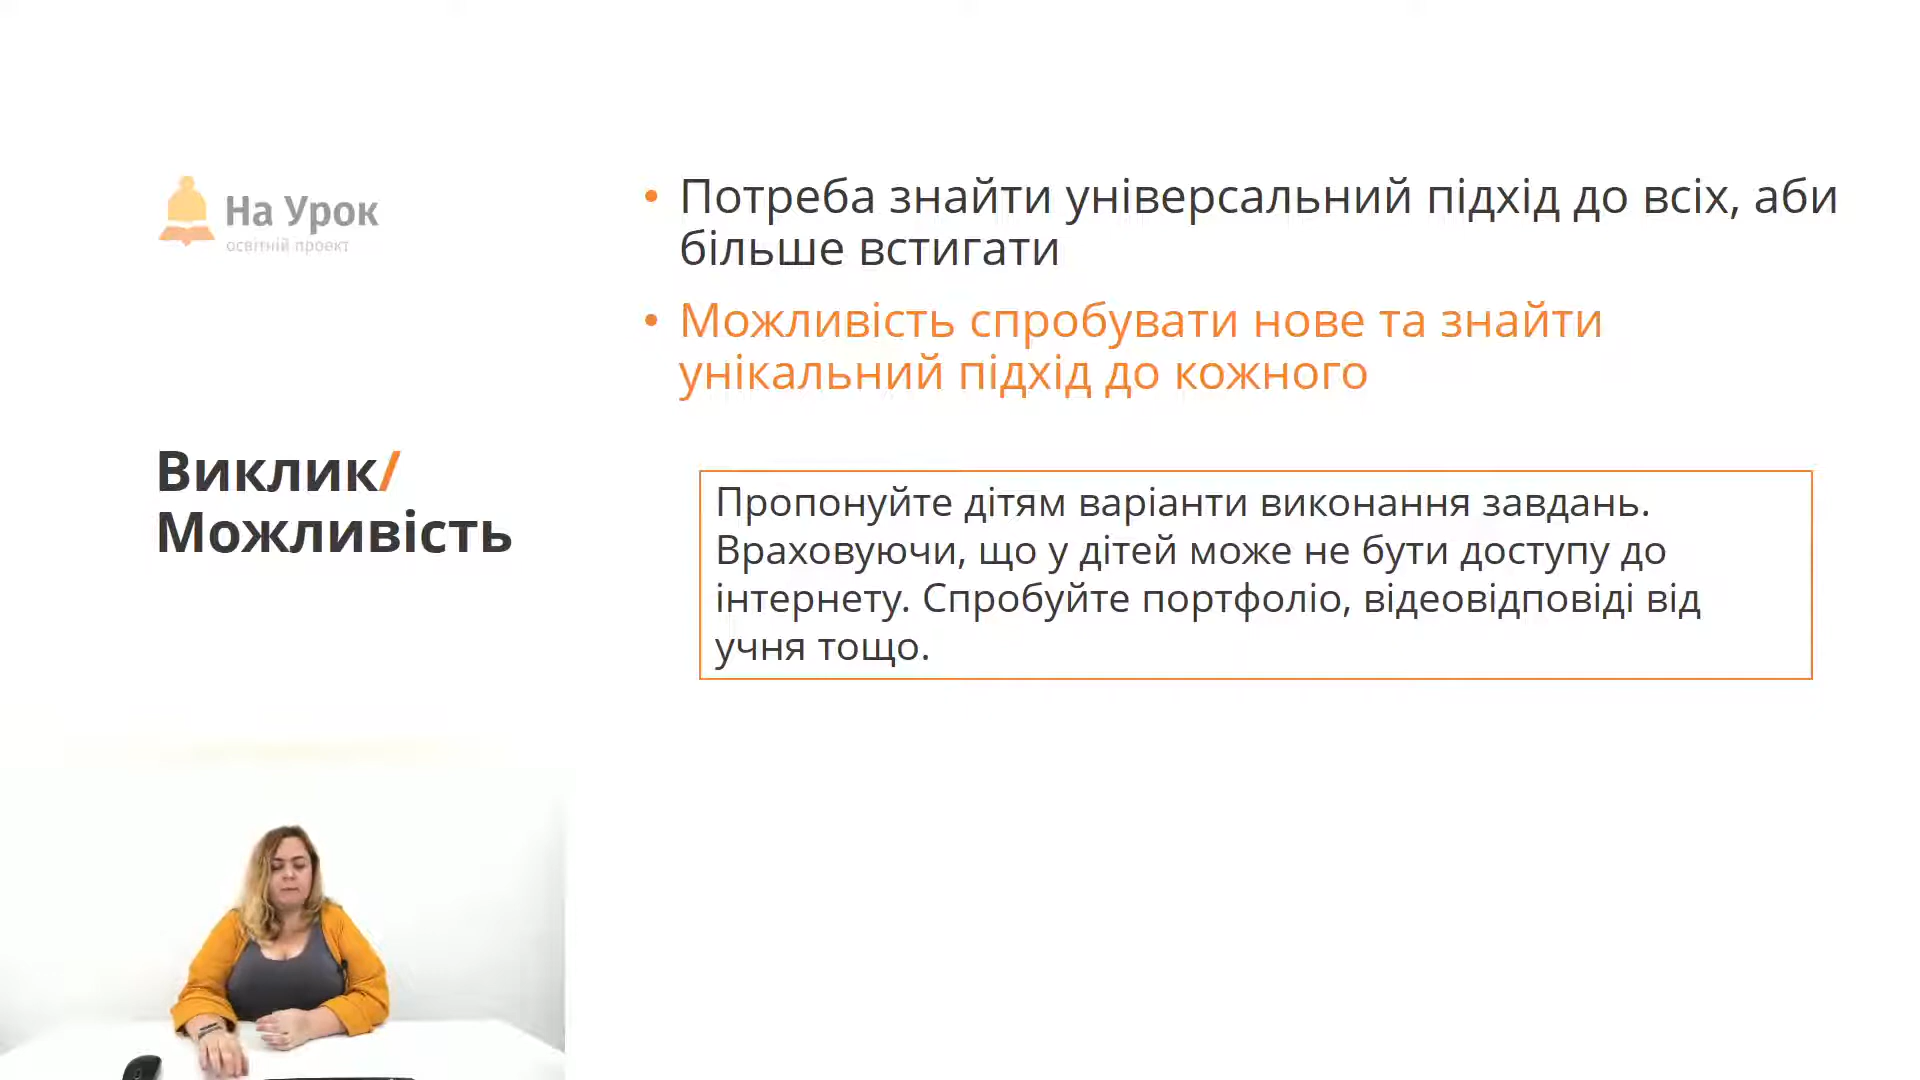 На Урок
освітній проект
Виклик/
Можливість
• Потреба знайти універсальний підхід до всіх, аби
більше встигати
• Можливість спробувати нове та знайти
унікальний підхід до кожного
Пропонуйте дітям варіанти виконання завдань.
Враховуючи, що у дітей може не бути доступу до
інтернету. Спробуйте портфоліо, відеовідповіді від
учня тощо.